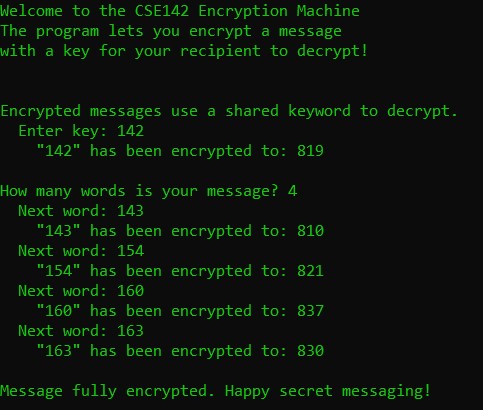 Welcome to the CSE142 Encryption Machine
The program lets you encrypt a message
with a key for your recipient to decrypt!
Encrypted messages use a shared keyword to decrypt.
Enter key: 142
"142" has been encrypted to: 819
How many words is your message? 4
Next word: 143
"143" has been encrypted to: 810
Next word: 154
"154" has been encrypted to: 821
Next word: 160
"160" has been encrypted to: 837
Next word: 163
"163" has been encrypted to: 830
Message fully encrypted. Happy secret messaging!